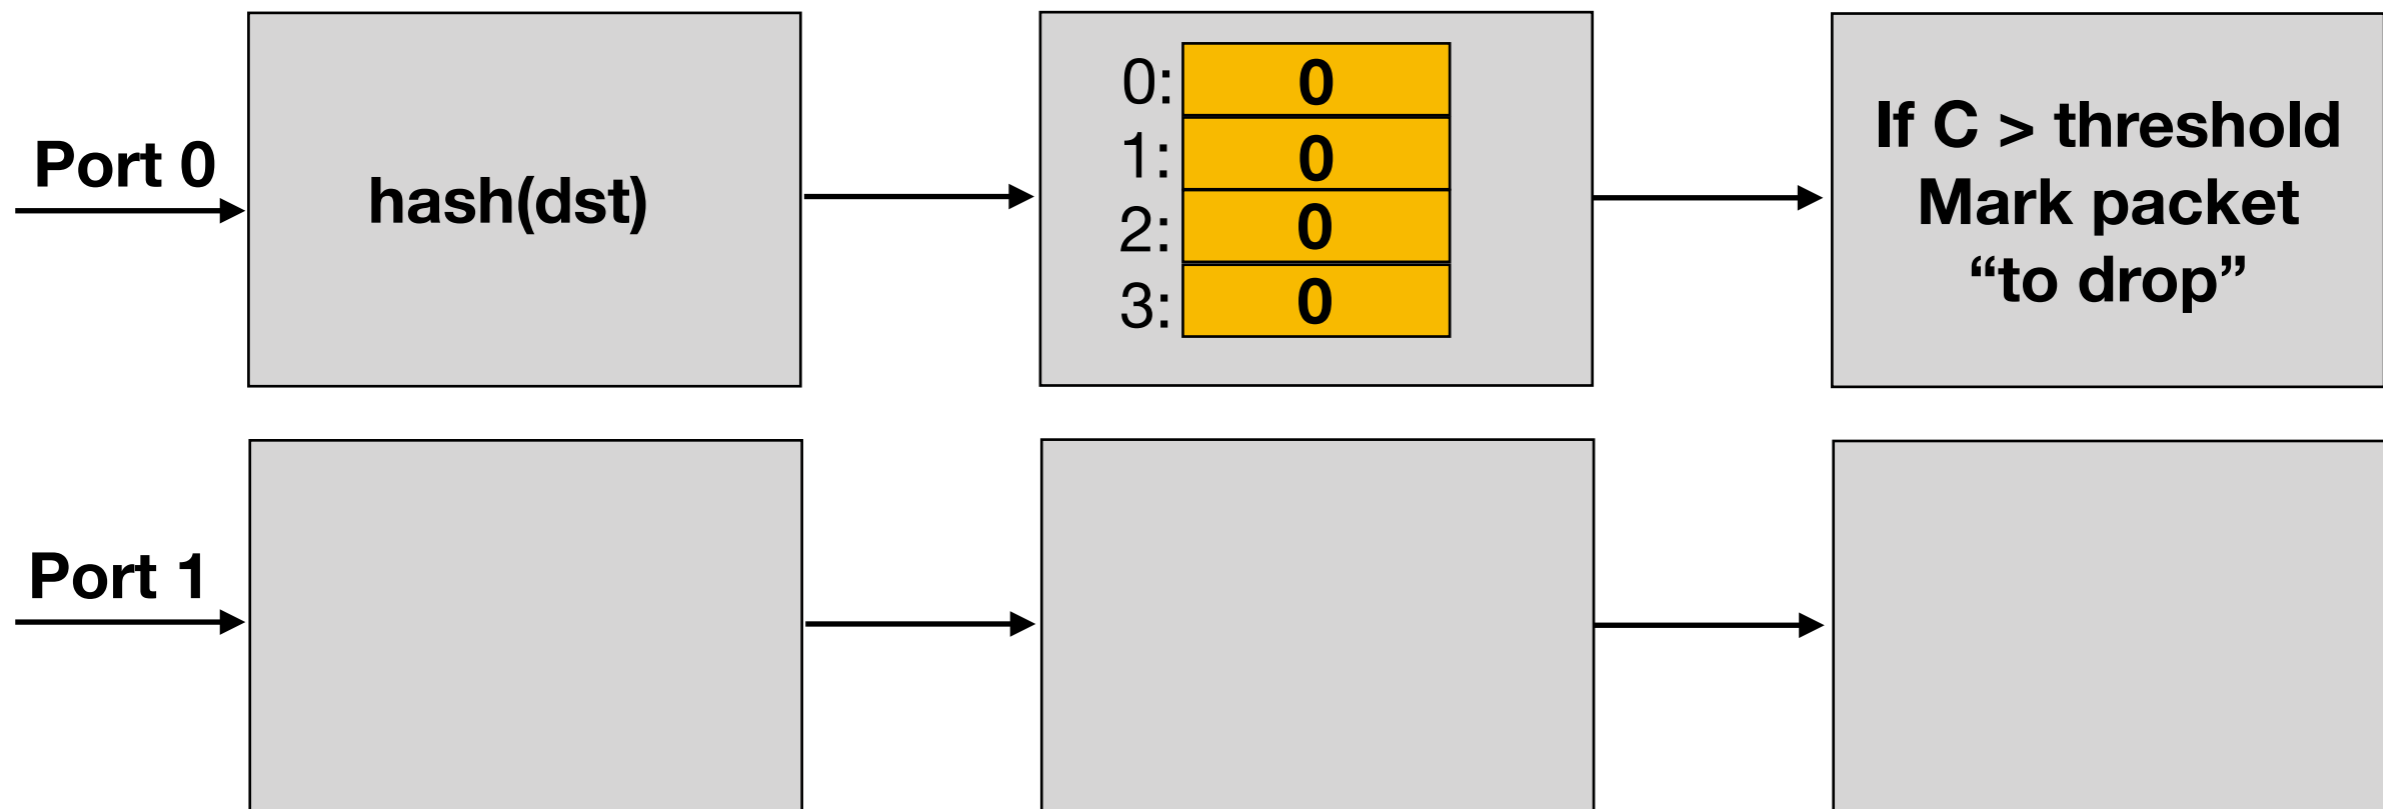 Port 0
hash(dst)
0: 0
1: 0
2: 0
3: 0
If C > threshold
Mark packet
“to drop”
Port 1